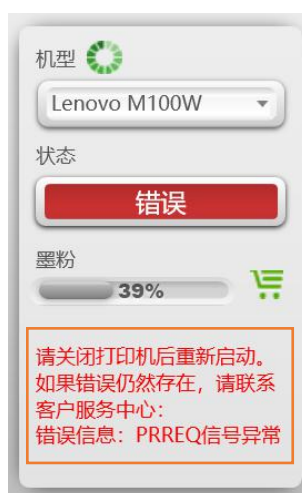 机型
Lenovo M100W
状态
错误
墨粉
39%
请关闭打印机后重新启动。
如果错误仍然存在，请联系
客户服务中心：
错误信息：PRREQ信号异常